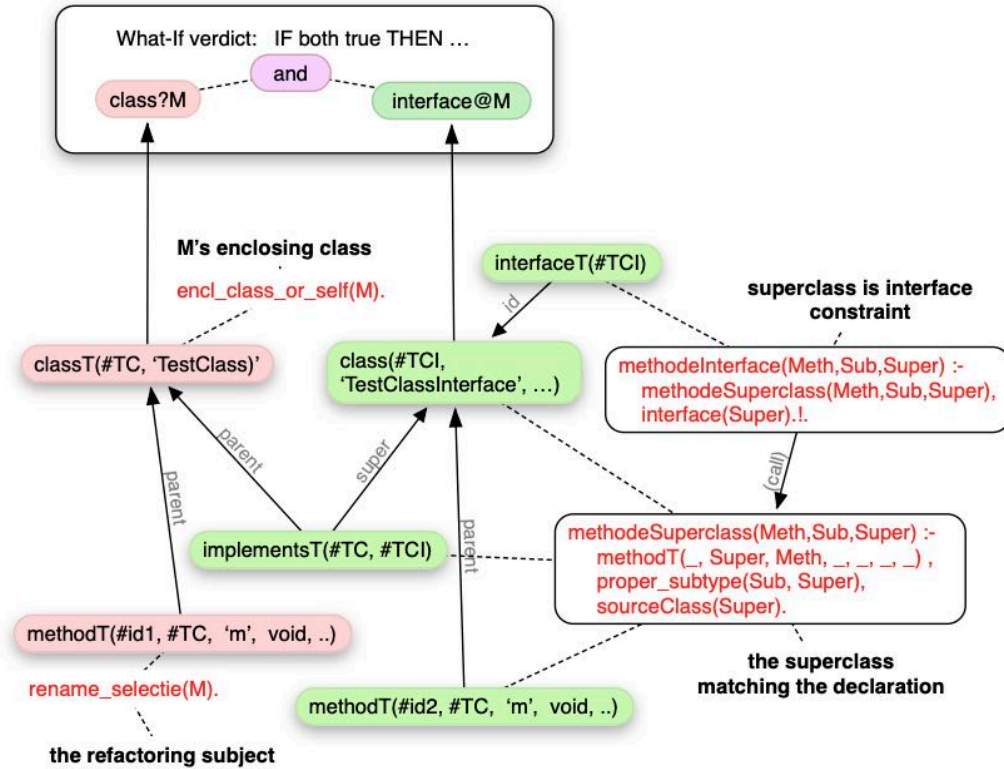 What-If verdict:   IF both true THEN …
and
class?M
interface@M
M's enclosing class
encl_class_or_self(M).
interfaceT(#TCI)
superclass is interface
constraint
id
classT(#TC, ‘TestClass)’
class(#TCI,
‘TestClassInterface’, …)
methodeInterface(Meth,Sub,Super) :-
methodeSuperclass(Meth,Sub,Super),
interface(Super).!.
parent
super
parent
parent
(call)
implementsT(#TC, #TCI)
methodeSuperclass(Meth,Sub,Super) :-
methodT(_, Super, Meth, _, _, _, _) ,
proper_subtype(Sub, Super),
sourceClass(Super).
methodT(#id1, #TC,  ‘m’,  void, ..)
rename_selectie(M).
the superclass
matching the declaration
methodT(#id2, #TC,  ‘m’,  void, ..)
the refactoring subject